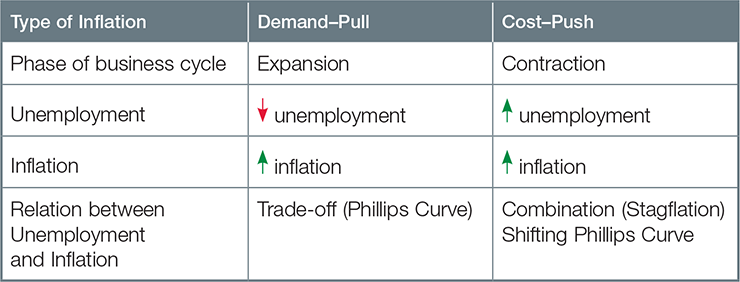 Type of Inflation Demand–Pull Cost–Push
Phase of business cycle Expansion Contraction
Unemployment unemployment unemployment
Inflation inflation inflation
Relation between Trade-off (Phillips Curve) Combination (Stagflation)
Unemployment Shifting Phillips Curve
and Inflation